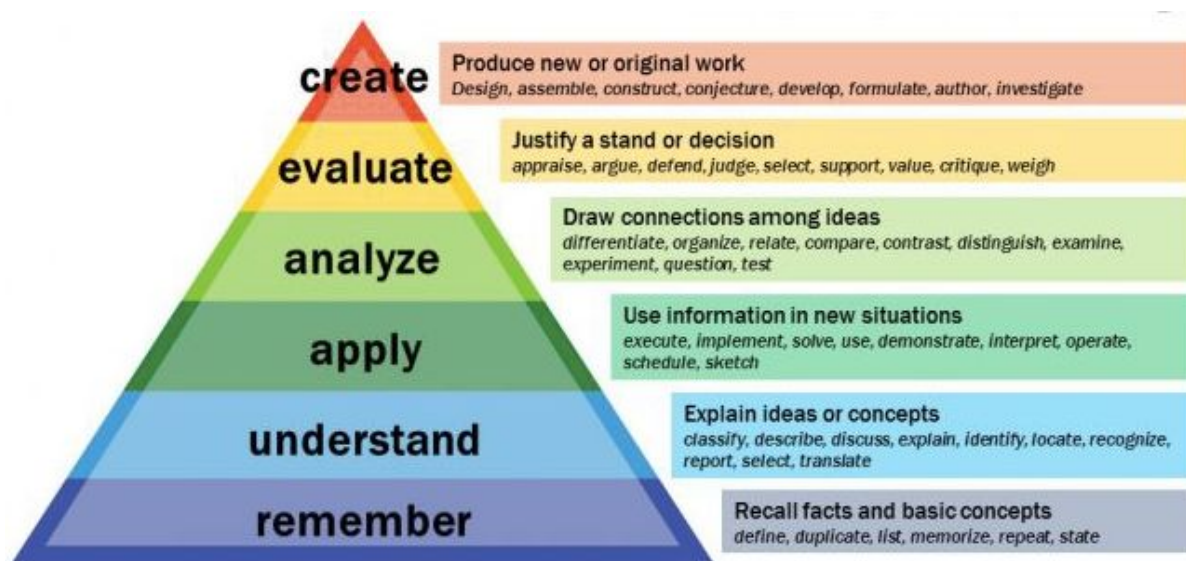 create
Produce new or original work
Design, assemble, construct, conjecture, develop, formulate, author, investigate
evaluate
Justify a stand or decision
appraise, argue, defend, judge, select, support, value, critique, weigh
analyze
Draw connections among ideas
differentiate, organize, relate, compare, contrast, distinguish, examine,
experiment, question, test
apply
Use information in new situations
execute, implement, solve, use, demonstrate, interpret, operate,
schedule, sketch
understand
Explain ideas or concepts
classify, describe, discuss, explain, identify, locate, recognize,
report, select, translate
remember
Recall facts and basic concepts
define, duplicate, list, memorize, repeat, state